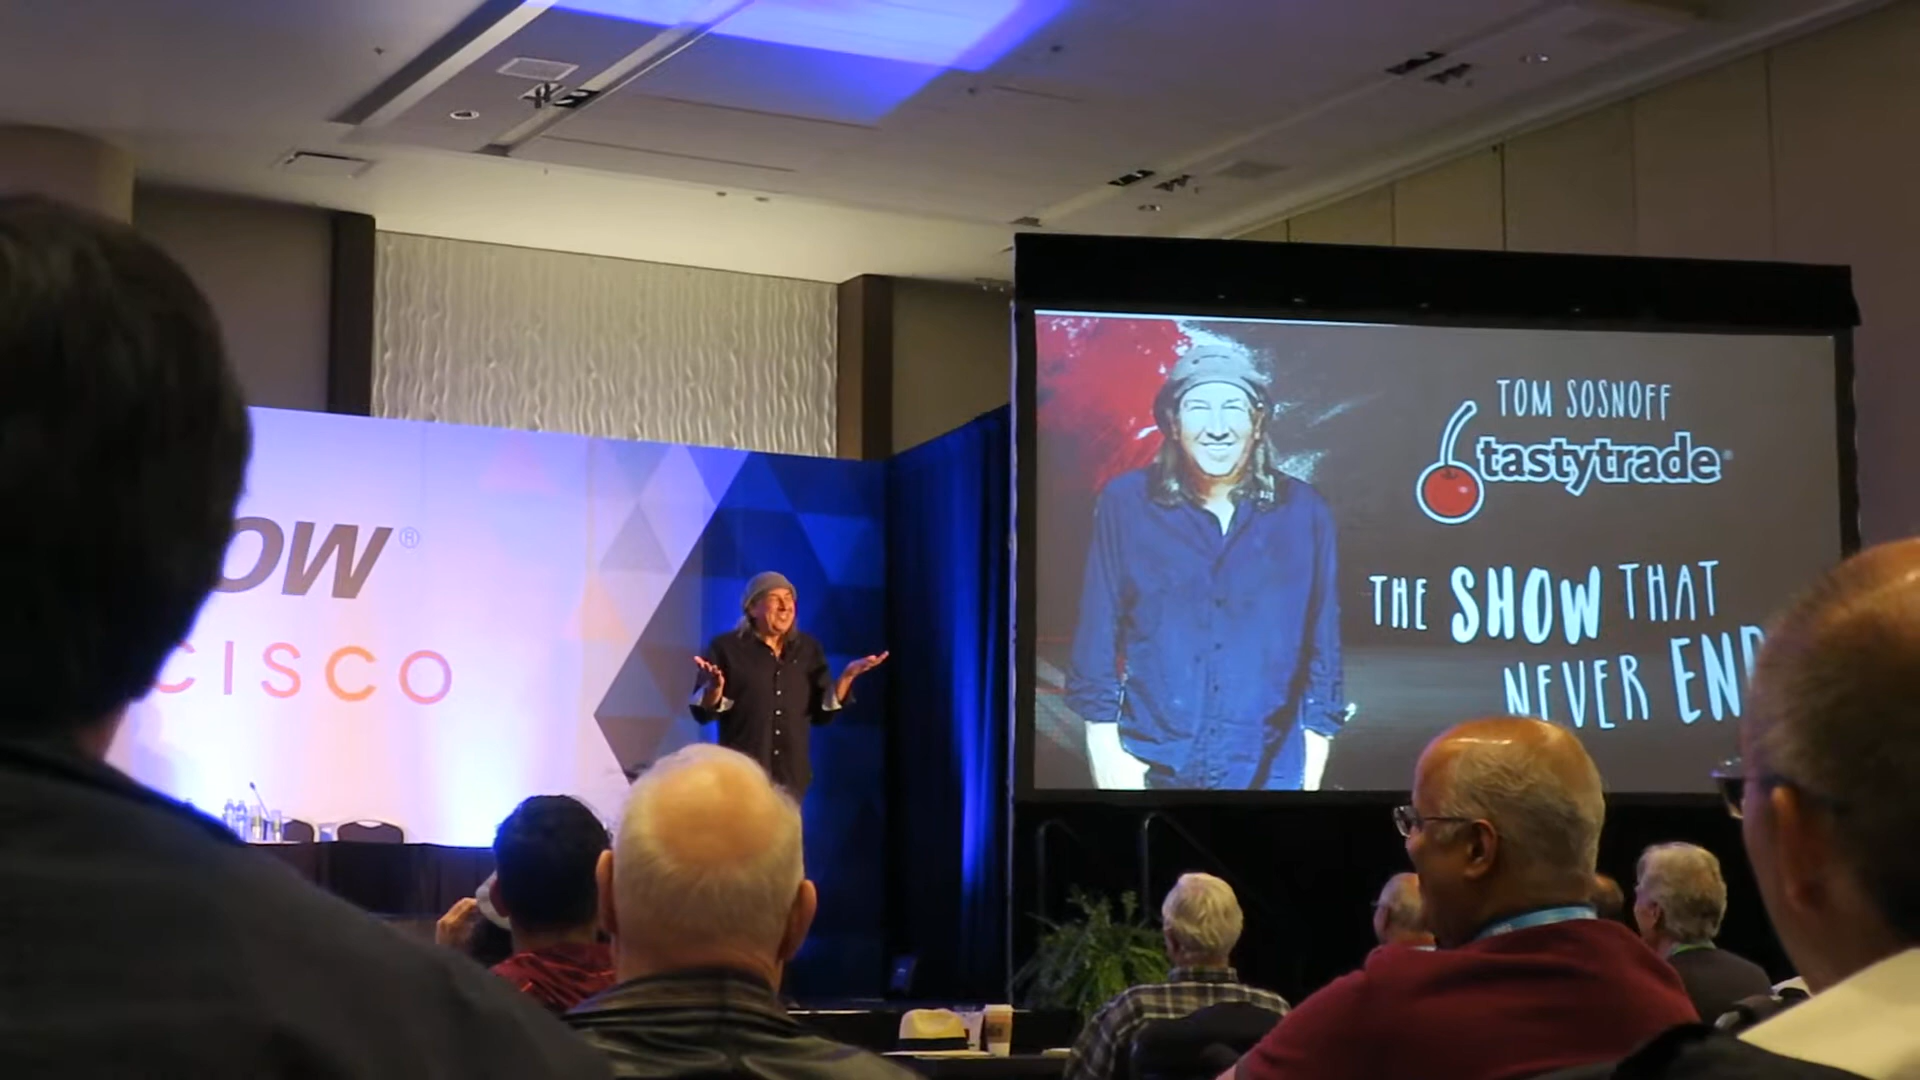 OW®
CISCO
TOM SOSNOFF
tastytrade
THE SHOW THAT
NEVER END